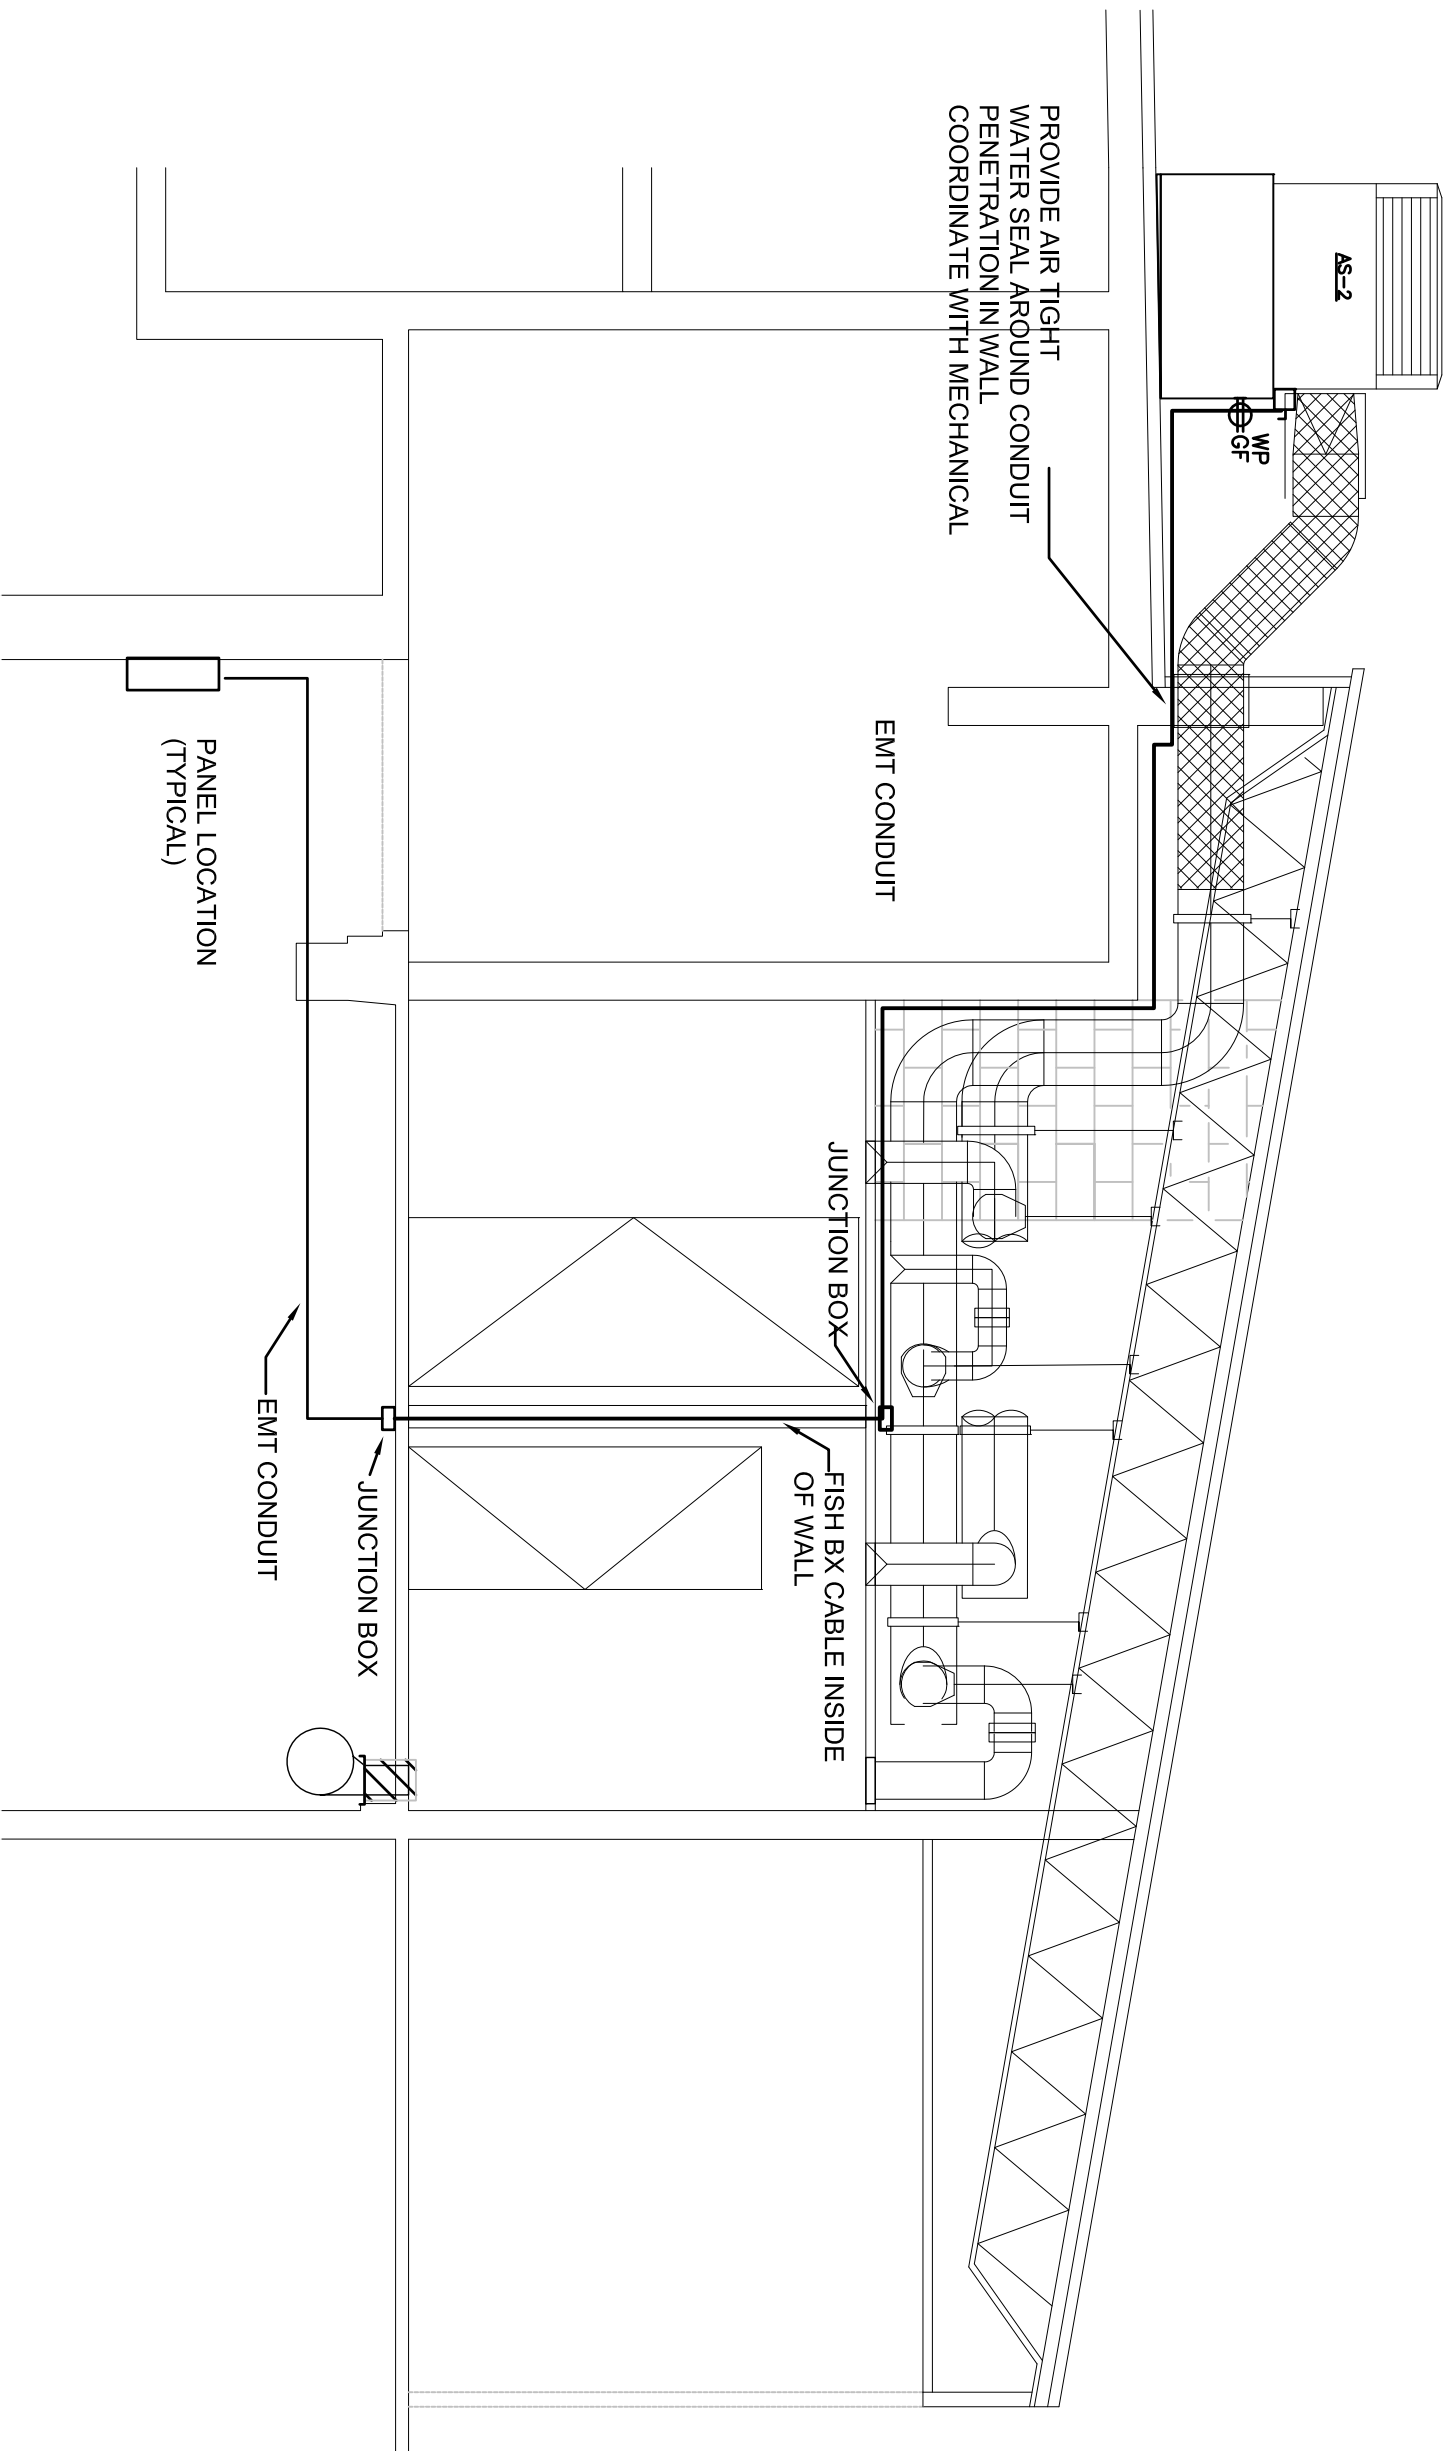 AS-2
WP
GF
PROVIDE AIR TIGHT
WATER SEAL AROUND CONDUIT
PENETRATION IN WALL
COORDINATE WITH MECHANICAL
EMT CONDUIT
JUNCTION BOX
FISH BX CABLE INSIDE
OF WALL
PANEL LOCATION
(TYPICAL)
EMT CONDUIT
JUNCTION BOX